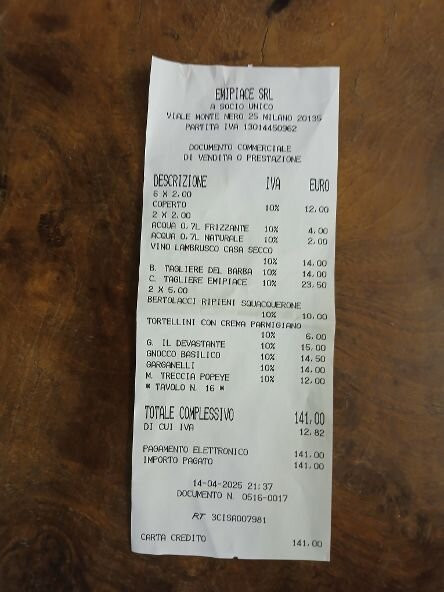 EMIPIACE SRL
A SOCIO UNICO
VIALE MONTE NERO 25 MILANO 20135
PARTITA IVA 13014450962
DOCUMENTO COMMERCIALE
DI VENDITA O PRESTAZIONE
DESCRIZIONE IVA EURO
6 X 2,00
COPERTO 10% 12,00
2 X 2,00
ACQUA 0,7L FRIZZANTE 10% 4,00
ACQUA 0,7L NATURALE 10% 2,00
VINO LAMBRUSCO CASA SECCO
10% 14,00
B. TAGLIERE DEL BARBA 10% 14,00
C. TAGLIERE EMIPIACE 10% 23,50
2 X 5,00
BERTOLACCI RIPIENI SQUACQUERONE
10% 10,00
TORTELLINI CON CREMA PARMIGIANO
10% 6,00
G. IL DEVASTANTE 10% 15,00
GNOCCO BASILICO 10% 14,50
GARGANELLI 10% 14,00
M. TRECCIA POPEYE 10% 12,00
* TAVOLO N. 16 *
TOTALE COMPLESSIVO 141,00
DI CUI IVA 12,82
PAGAMENTO ELETTRONICO 141,00
IMPORTO PAGATO 141,00
14-04-2025 21:37
DOCUMENTO N. 0516-0017
RT 3CISA007981
CARTA CREDITO 141,00